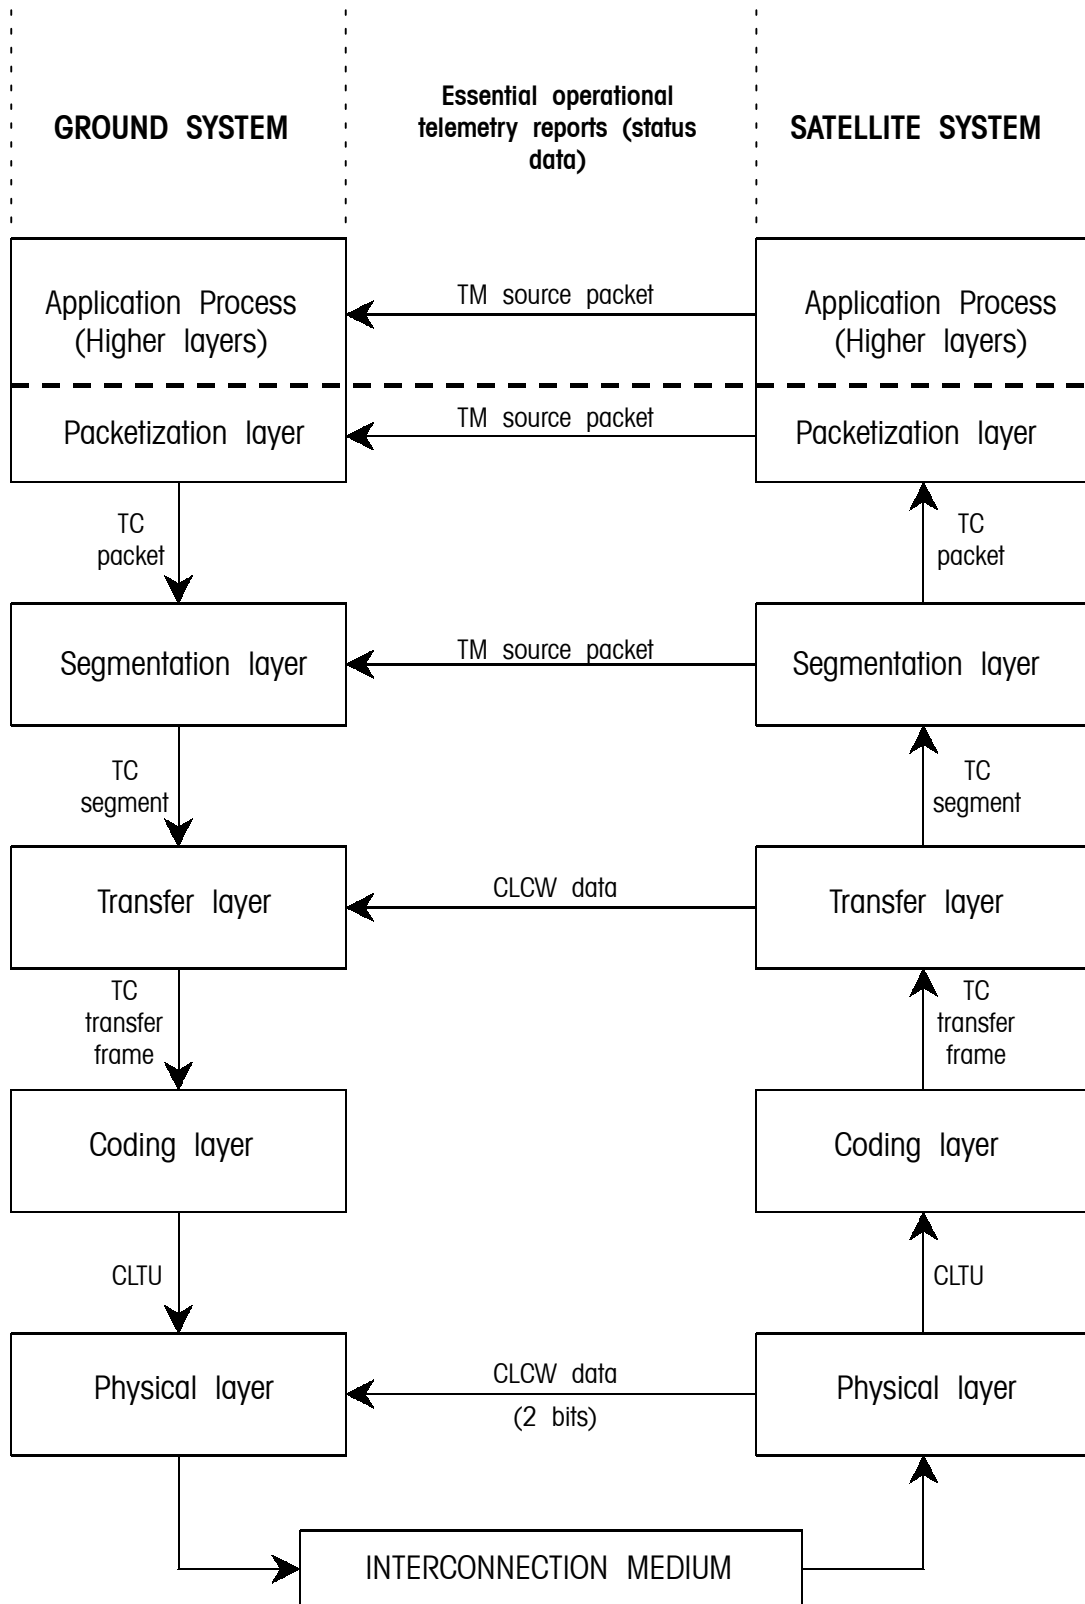 GROUND SYSTEM
Essential operational
telemetry reports (status
data)
SATELLITE SYSTEM
Application Process
(Higher layers)
TM source packet
Application Process
(Higher layers)
Packetization layer
TM source packet
Packetization layer
TC
packet
TC
packet
Segmentation layer
TM source packet
Segmentation layer
TC
segment
TC
segment
Transfer layer
CLCW data
Transfer layer
TC
transfer
frame
TC
transfer
frame
Coding layer
Coding layer
CLTU
CLTU
Physical layer
CLCW data
(2 bits)
Physical layer
INTERCONNECTION MEDIUM